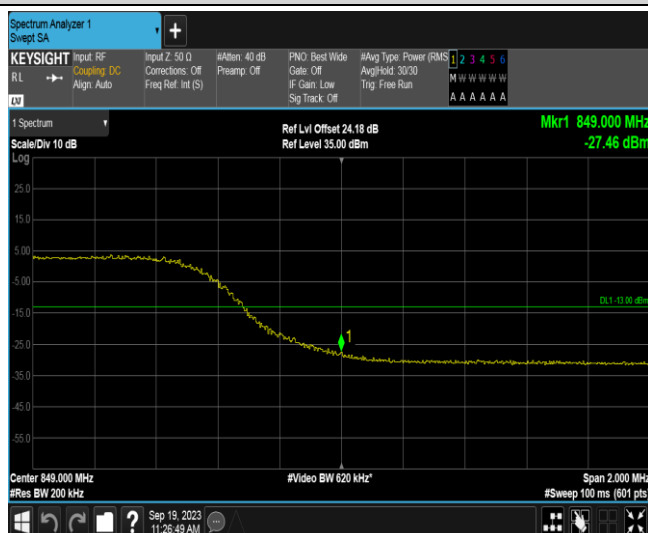 Spectrum Analyzer 1
Swept SA
+
KEYSIGHT
RL
LXI
Input: RF
Coupling: DC
Align: Auto
Input Z: 50 Ω
Corrections: Off
Freq Ref: Int (S)
#Atten: 40 dB
Preamp: Off
PNO: Best Wide
Gate: Off
IF Gain: Low
Sig Track: Off
#Avg Type: Power (RMS
Avg|Hold: 30/30
Trig: Free Run
1 2 3 4 5 6
M W W W W W
A A A A A A
1 Spectrum
Scale/Div 10 dB
Log
Ref Lvl Offset 24.18 dB
Ref Level 35.00 dBm
Mkr1 849.000 MHz
-27.46 dBm
25.0
15.0
5.00
-5.00
DL1 -13.00 dBm
-15.0
-25.0
1
-35.0
-45.0
-55.0
Center 849.000 MHz
#Res BW 200 kHz
#Video BW 620 kHz*
Span 2.000 MHz
#Sweep 100 ms (601 pts)
?
Sep 19, 2023
11:26:49 AM